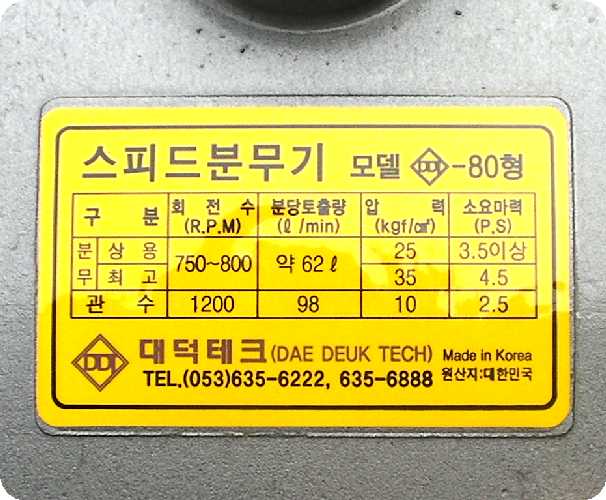 스피드분무기 모델 DDT-80형
구 분 회 전 수 (R.P.M) 분당토출량 (ℓ /min) 압 력 (kgf/㎠) 소요마력 (P.S)
분 무 상 용 750~800 약 62 ℓ 25 3.5이상
최 고 35 4.5
관 수 1200 98 10 2.5
DDT 대덕테크(DAE DEUK TECH) Made in Korea
원산지:대한민국
TEL.(053)635-6222, 635-6888